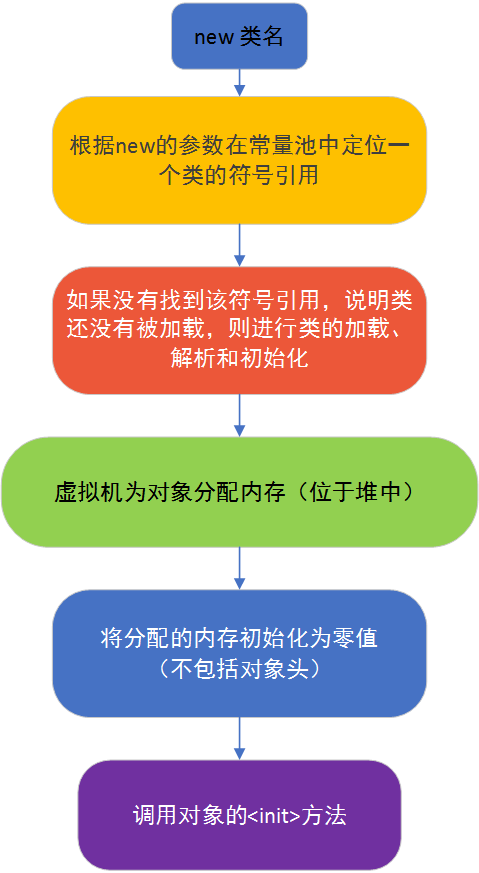 new 类名
根据new的参数在常量池中定位一
个类的符号引用
如果没有找到该符号引用，说明类
还没有被加载，则进行类的加载、
解析和初始化
虚拟机为对象分配内存（位于堆中）
将分配的内存初始化为零值
（不包括对象头）
调用对象的<init>方法